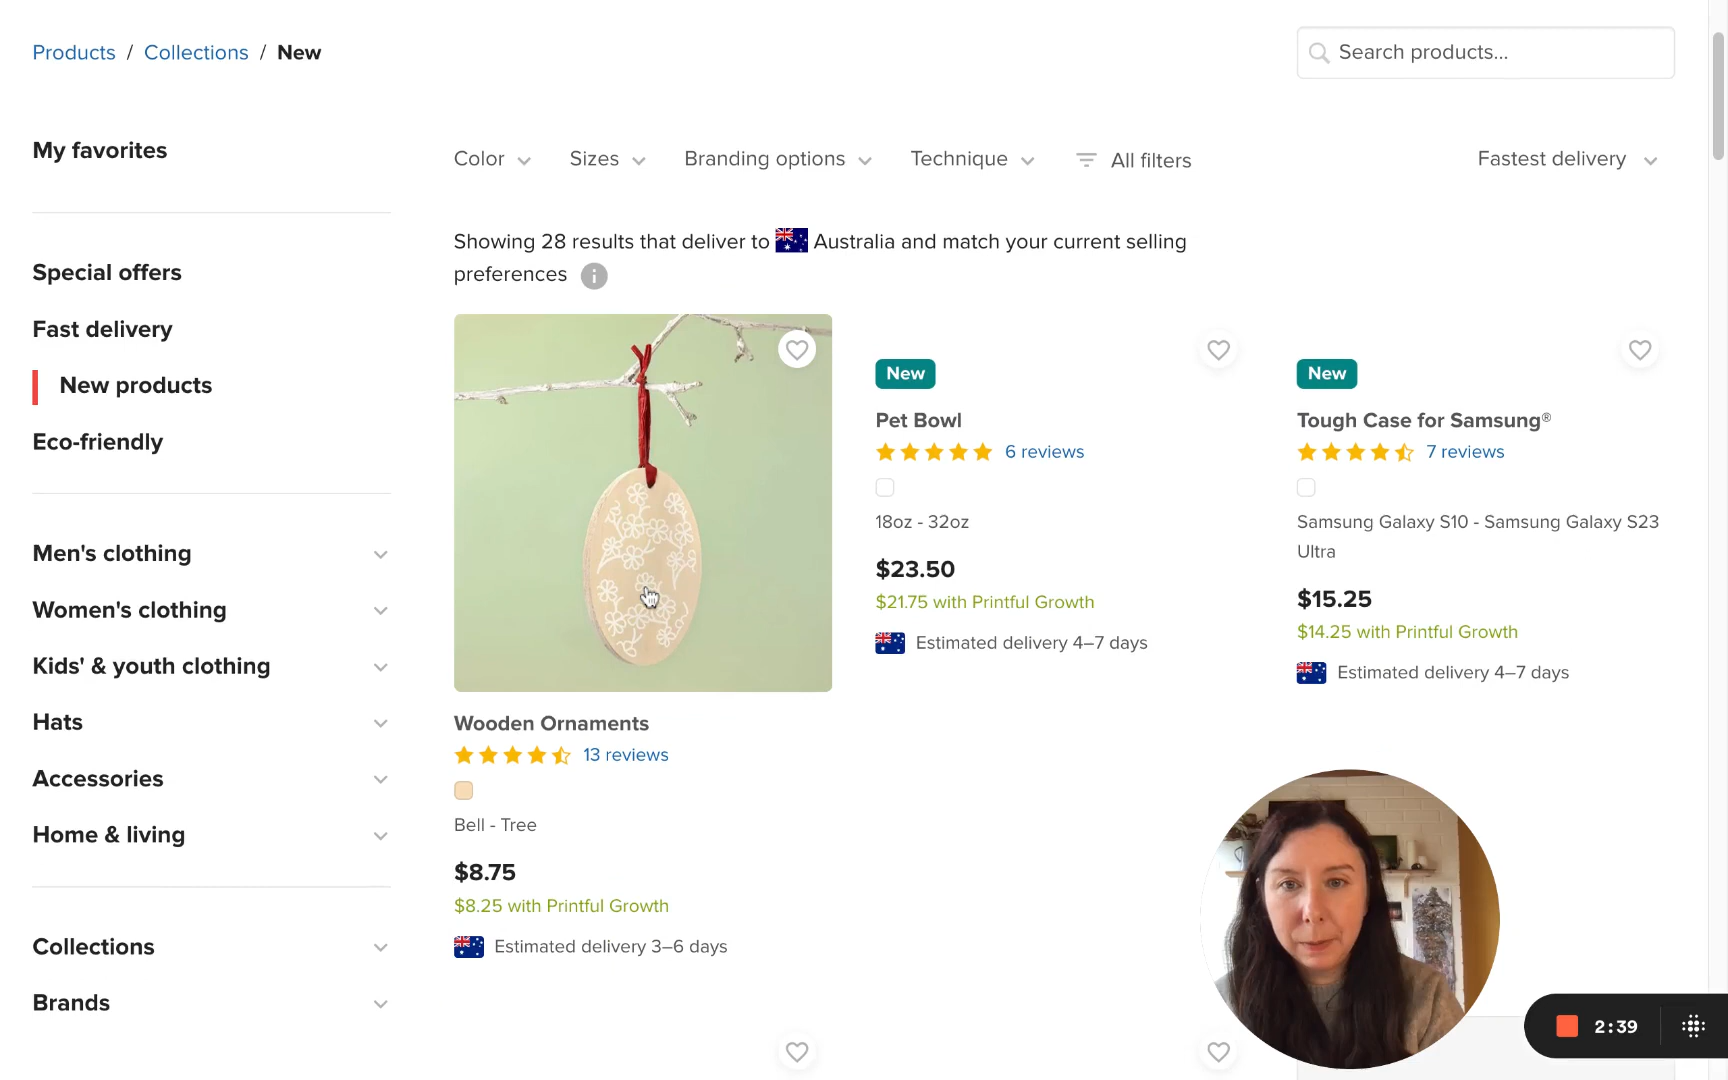 Products / Collections / New
Search products...
My favorites
Special offers
Fast delivery
New products
Eco-friendly
Men's clothing
Women's clothing
Kids' & youth clothing
Hats
Accessories
Home & living
Collections
Brands
Color
Sizes
Branding options
Technique
All filters
Fastest delivery
Showing 28 results that deliver to Australia and match your current selling
preferences i
Wooden Ornaments
13 reviews
Bell - Tree
$8.75
$8.25 with Printful Growth
Estimated delivery 3–6 days
New
Pet Bowl
6 reviews
18oz - 32oz
$23.50
$21.75 with Printful Growth
Estimated delivery 4–7 days
New
Tough Case for Samsung®
7 reviews
Samsung Galaxy S10 - Samsung Galaxy S23
Ultra
$15.25
$14.25 with Printful Growth
Estimated delivery 4–7 days
2:39